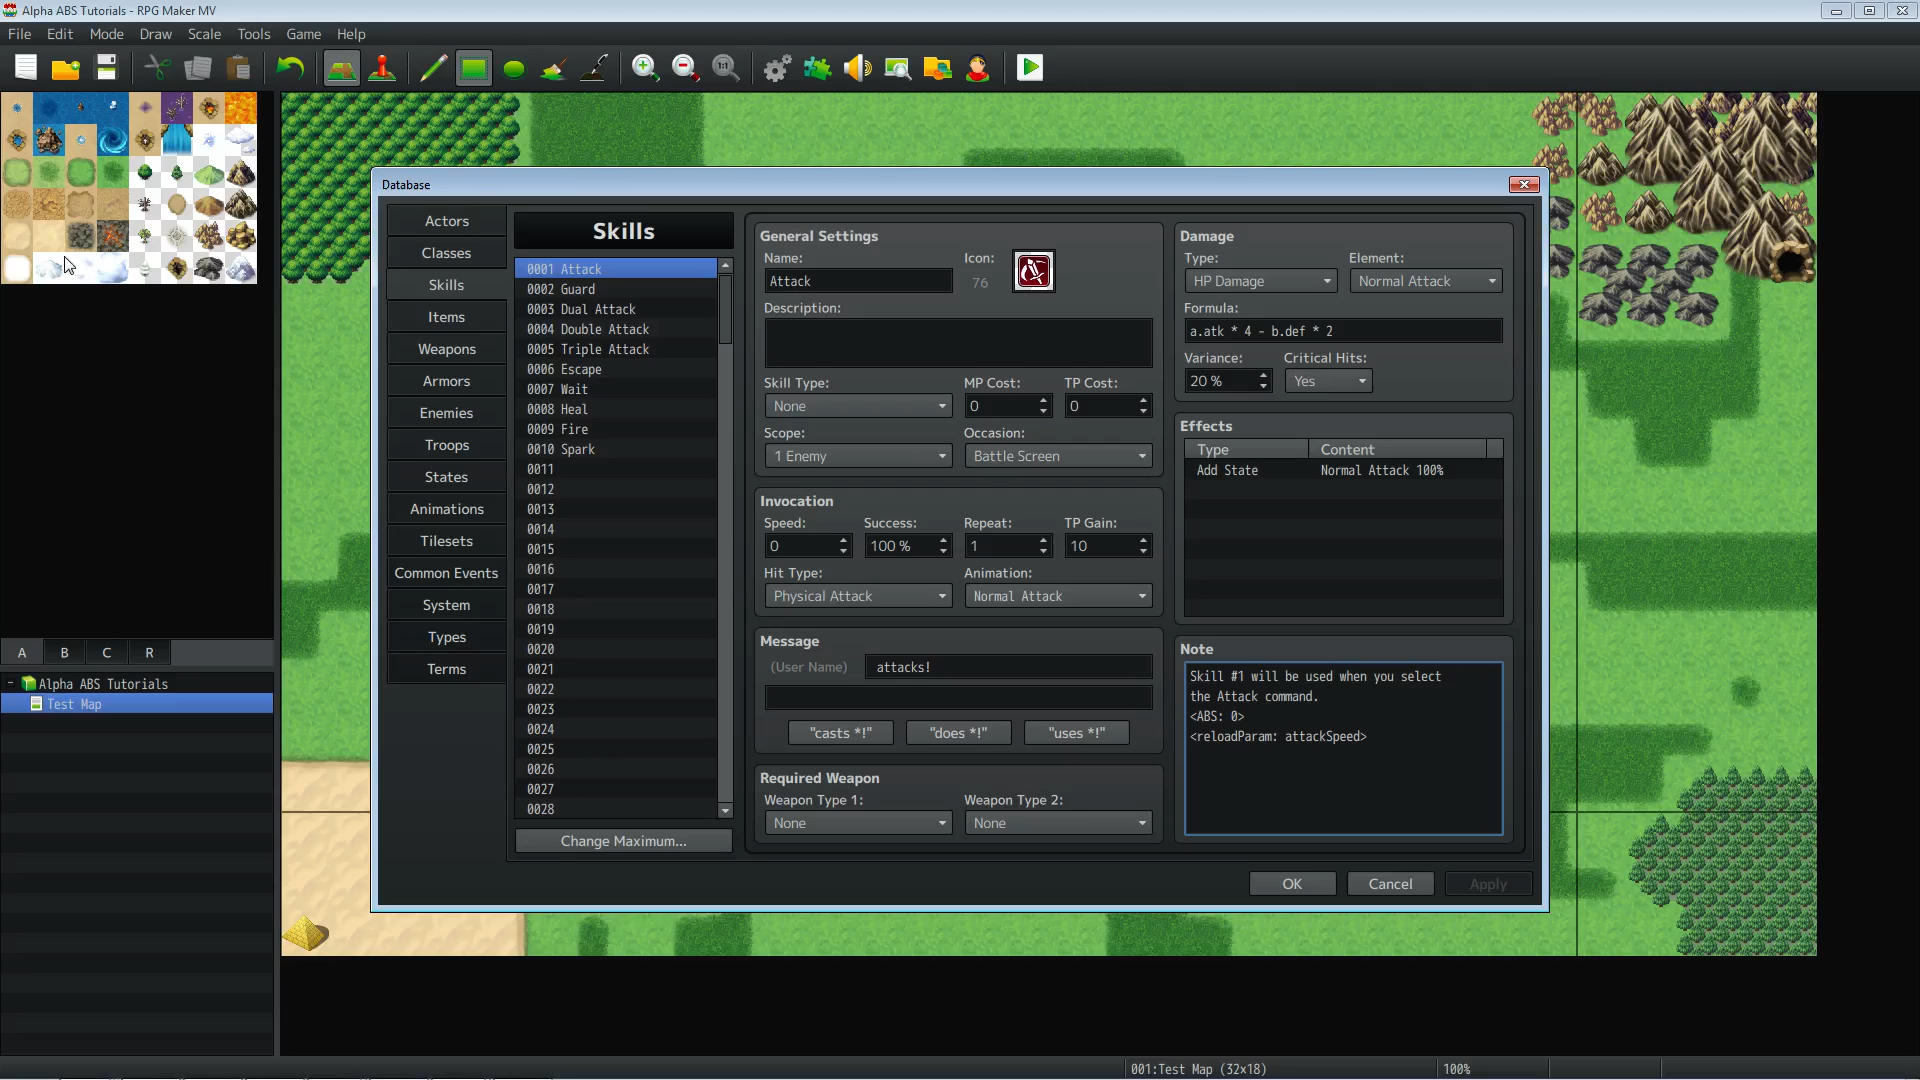 Alpha ABS Tutorials - RPG Maker MV
File Edit Mode Draw Scale Tools Game Help
1:1
Database
Actors
Classes
Skills
Items
Weapons
Armors
Enemies
Troops
States
Animations
Tilesets
Common Events
System
Types
Terms
Skills
0001 Attack
0002 Guard
0003 Dual Attack
0004 Double Attack
0005 Triple Attack
0006 Escape
0007 Wait
0008 Heal
0009 Fire
0010 Spark
0011
0012
0013
0014
0015
0016
0017
0018
0019
0020
0021
0022
0023
0024
0025
0026
0027
0028
Change Maximum...
General Settings
Name: Icon:
Attack 76
Description:
Skill Type: MP Cost: TP Cost:
None 0 0
Scope: Occasion:
1 Enemy Battle Screen
Invocation
Speed: Success: Repeat: TP Gain:
0 100 % 1 10
Hit Type: Animation:
Physical Attack Normal Attack
Message
(User Name) attacks!
"casts *!" "does *!" "uses *!"
Required Weapon
Weapon Type 1: Weapon Type 2:
None None
Damage
Type: Element:
HP Damage Normal Attack
Formula:
a.atk * 4 - b.def * 2
Variance: Critical Hits:
20 % Yes
Effects
Type Content
Add State Normal Attack 100%
Note
Skill #1 will be used when you select
the Attack command.
<ABS: 0>
<reloadParam: attackSpeed>
OK Cancel Apply
A B C R
Alpha ABS Tutorials
Test Map
001:Test Map (32x18) 100%